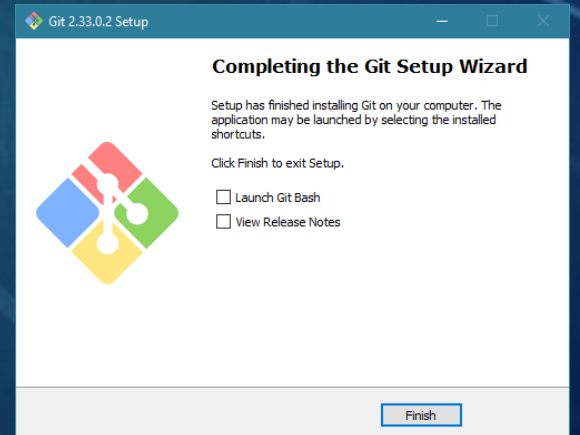 Git 2.33.0.2 Setup
Completing the Git Setup Wizard
Setup has finished installing Git on your computer. The
application may be launched by selecting the installed
shortcuts.
Click Finish to exit Setup.
Launch Git Bash
View Release Notes
Finish